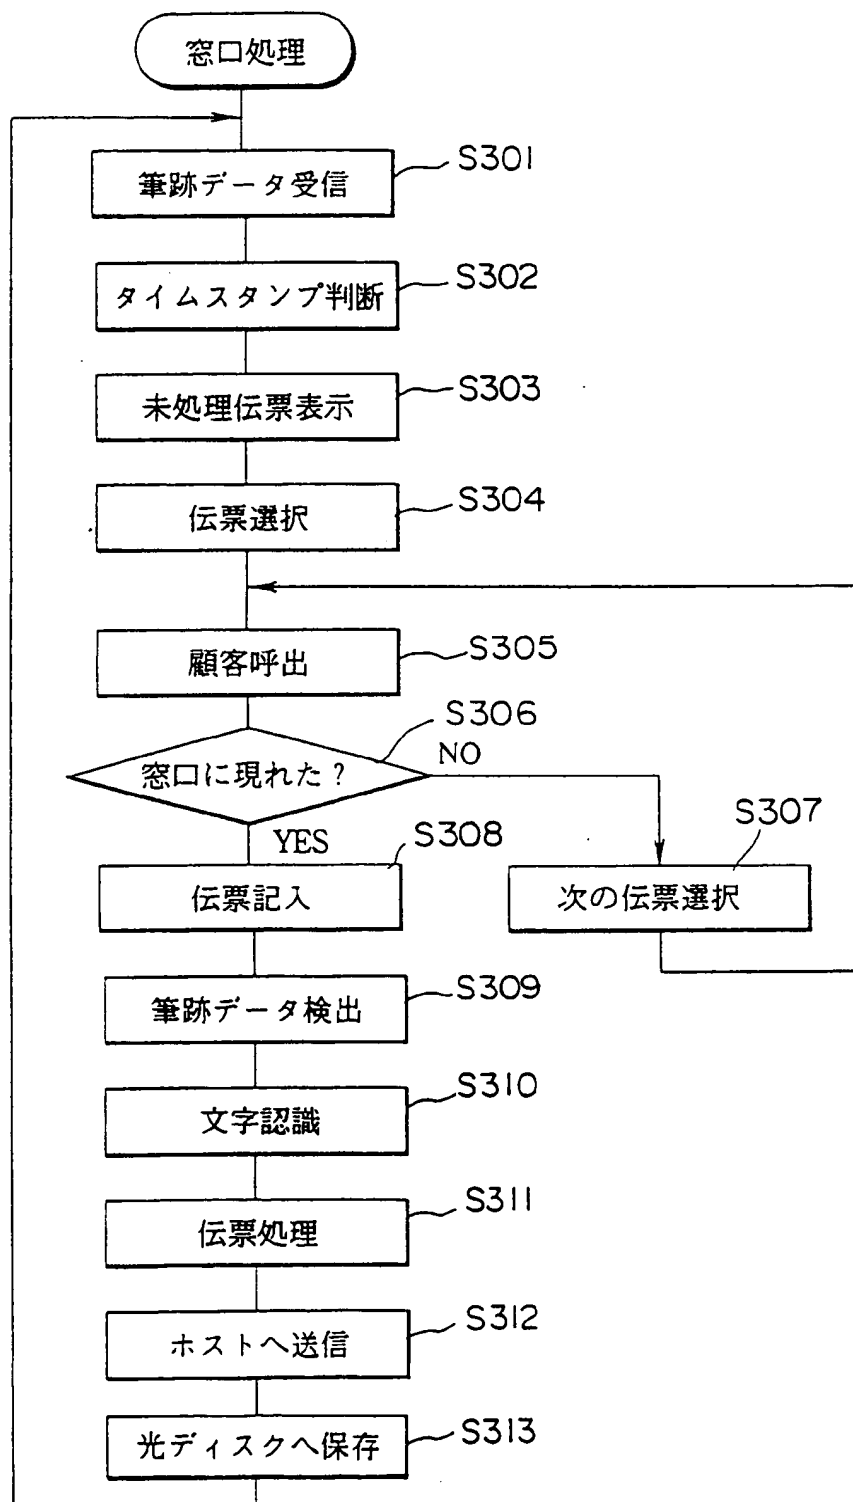 窓口処理
筆跡データ受信
S301
タイムスタンプ判断
S302
未処理伝票表示
S303
伝票選択
S304
顧客呼出
S305
窓口に現れた？
S306
NO
YES
伝票記入
S308
次の伝票選択
S307
筆跡データ検出
S309
文字認識
S310
伝票処理
S311
ホストへ送信
S312
光ディスクへ保存
S313